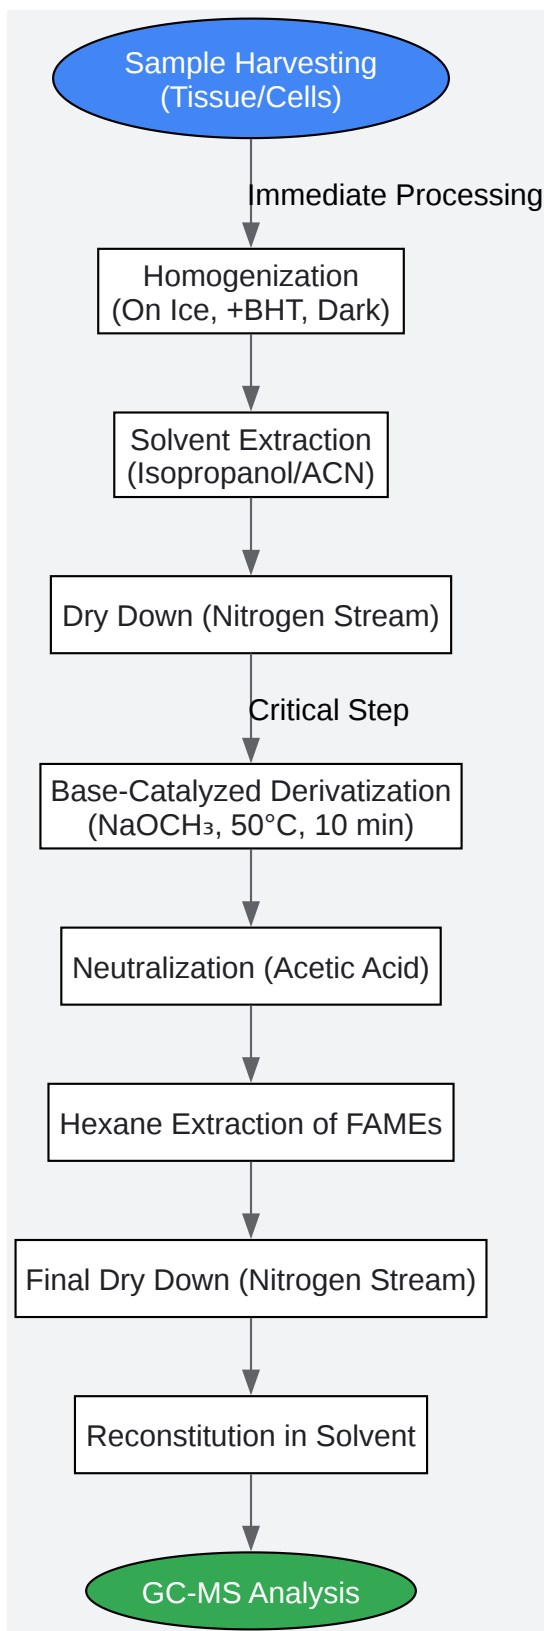 Sample Harvesting
(Tissue/Cells)
Immediate Processing
Homogenization
(On Ice, +BHT, Dark)
Solvent Extraction
(Isopropanol/ACN)
Dry Down (Nitrogen Stream)
Critical Step
Base-Catalyzed Derivatization
(NaOCH₃, 50°C, 10 min)
Neutralization (Acetic Acid)
Hexane Extraction of FAMEs
Final Dry Down (Nitrogen Stream)
Reconstitution in Solvent
GC-MS Analysis